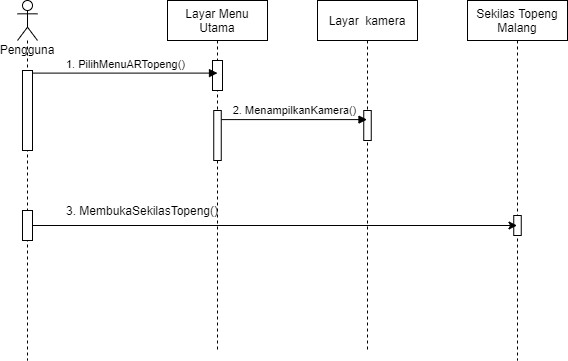 Layar Menu
Utama
Layar kamera
Sekilas Topeng
Malang
Pengguna
1. PilihMenuARTopeng()
2. MenampilkanKamera()
3. MembukaSekilasTopeng()